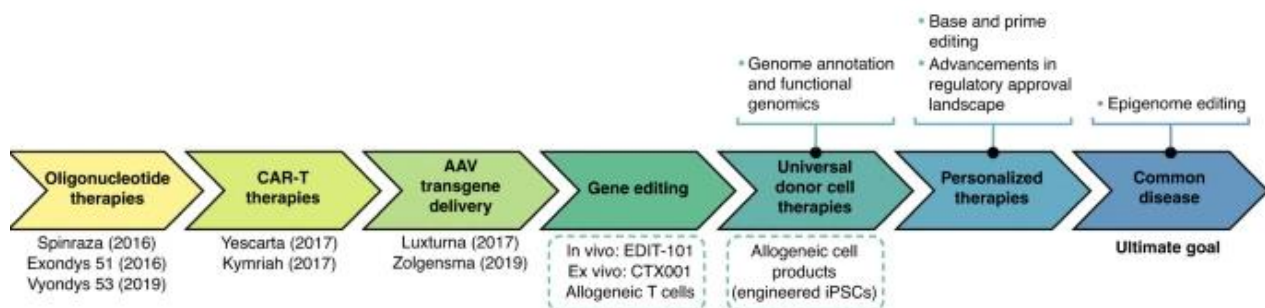 • Genome annotation
and functional
genomics
• Base and prime
editing
• Advancements in
regulatory approval
landscape
• Epigenome editing
Oligonucleotide
therapies
CAR-T
therapies
AAV
transgene
delivery
Gene editing
Universal
donor cell
therapies
Personalized
therapies
Common
disease
Spinraza (2016)
Exondys 51 (2016)
Vyondys 53 (2019)
Yescarta (2017)
Kymriah (2017)
Luxturna (2017)
Zolgensma (2019)
In vivo: EDIT-101
Ex vivo: CTX001
Allogeneic T cells
Allogeneic cell
products
(engineered iPSCs)
Ultimate goal